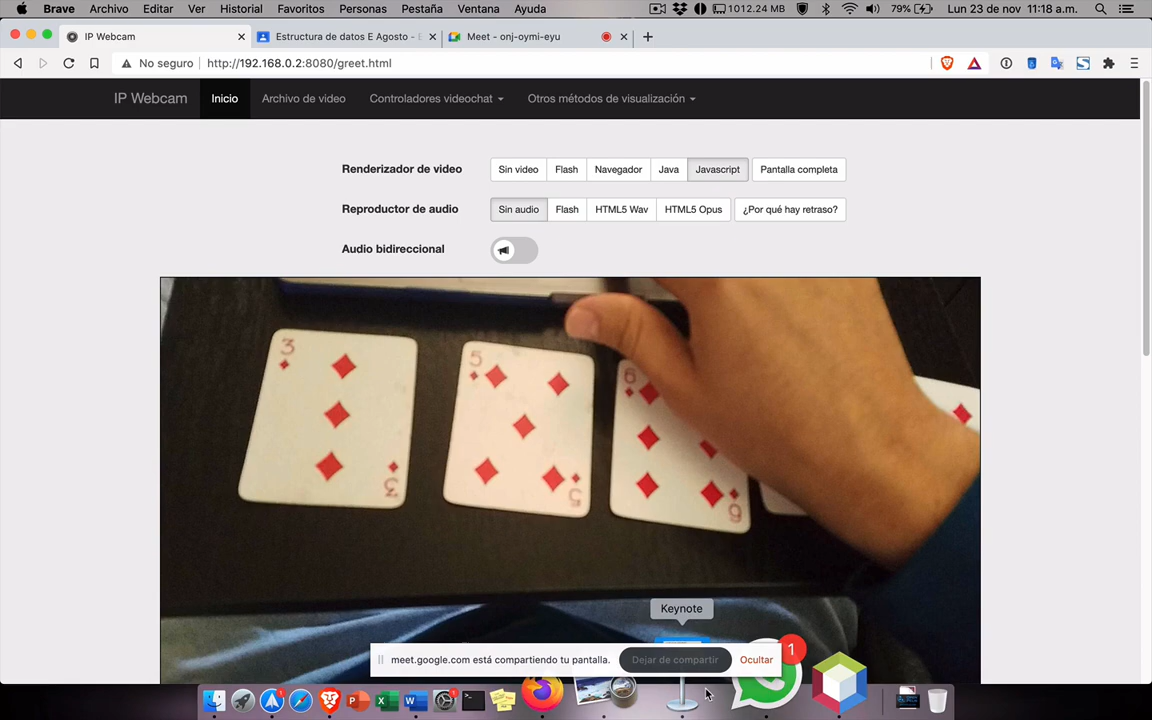 Brave Archivo Editar Ver Historial Favoritos Personas Pestaña Ventana Ayuda 1012.24 MB 79% Lun 23 de nov 11:18 a.m.
IP Webcam Estructura de datos E Agosto - Meet - onj-oymi-eyu
No seguro http://192.168.0.2:8080/greet.html
IP Webcam Inicio Archivo de video Controladores videochat Otros métodos de visualización
Renderizador de video Sin video Flash Navegador Java Javascript Pantalla completa
Reproductor de audio Sin audio Flash HTML5 Wav HTML5 Opus ¿Por qué hay retraso?
Audio bidireccional
3 5 6
3 5 6
Keynote
meet.google.com está compartiendo tu pantalla. Dejar de compartir Ocultar
1